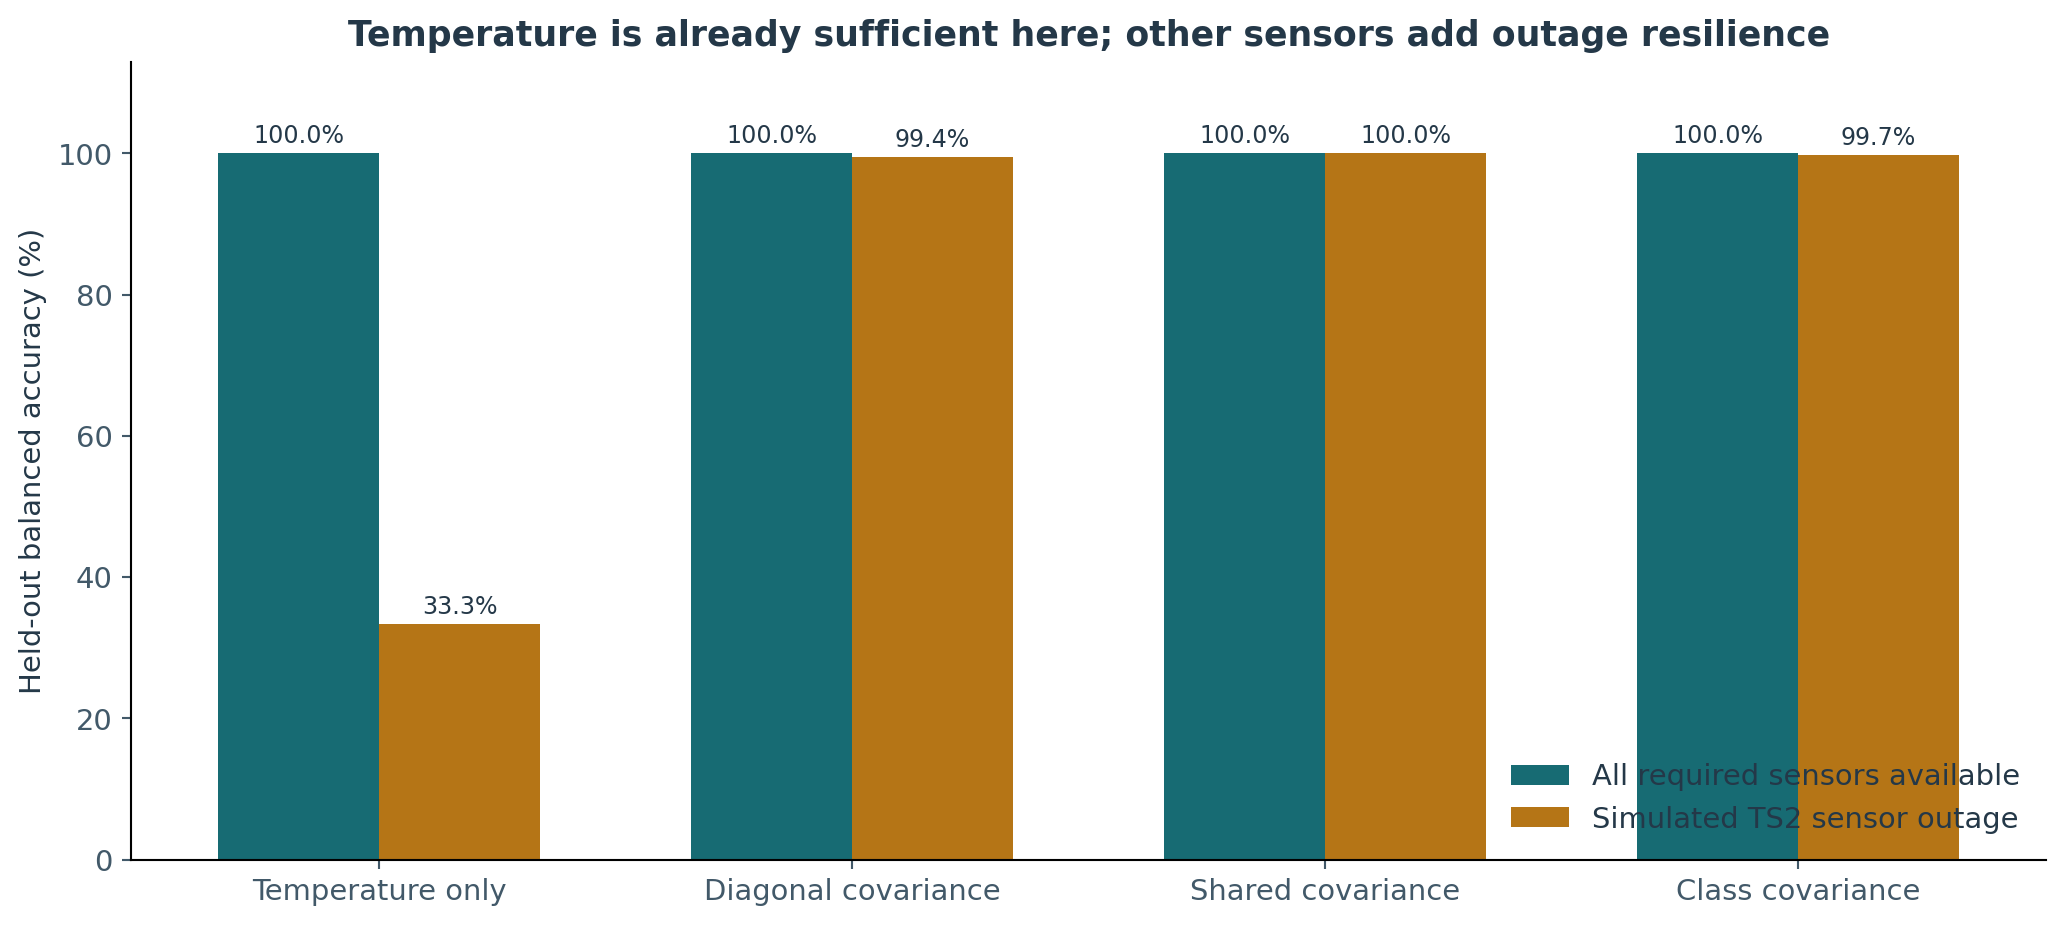 Temperature is already sufficient here; other sensors add outage resilience
Held-out balanced accuracy (%)
100
80
60
40
20
0
100.0%
33.3%
100.0%
99.4%
100.0%
100.0%
100.0%
99.7%
All required sensors available
Simulated TS2 sensor outage
Temperature only
Diagonal covariance
Shared covariance
Class covariance